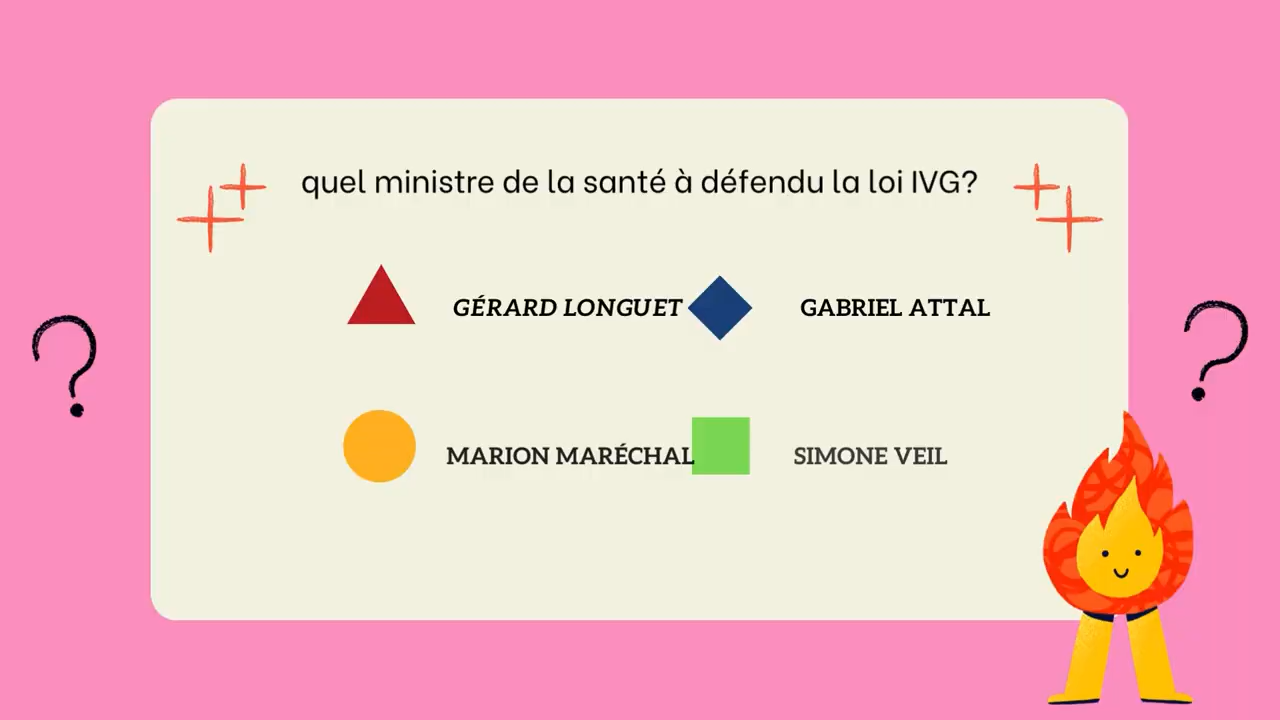 quel ministre de la santé à défendu la loi IVG?
GÉRARD LONGUET
GABRIEL ATTAL
MARION MARÉCHAL
SIMONE VEIL
? ?